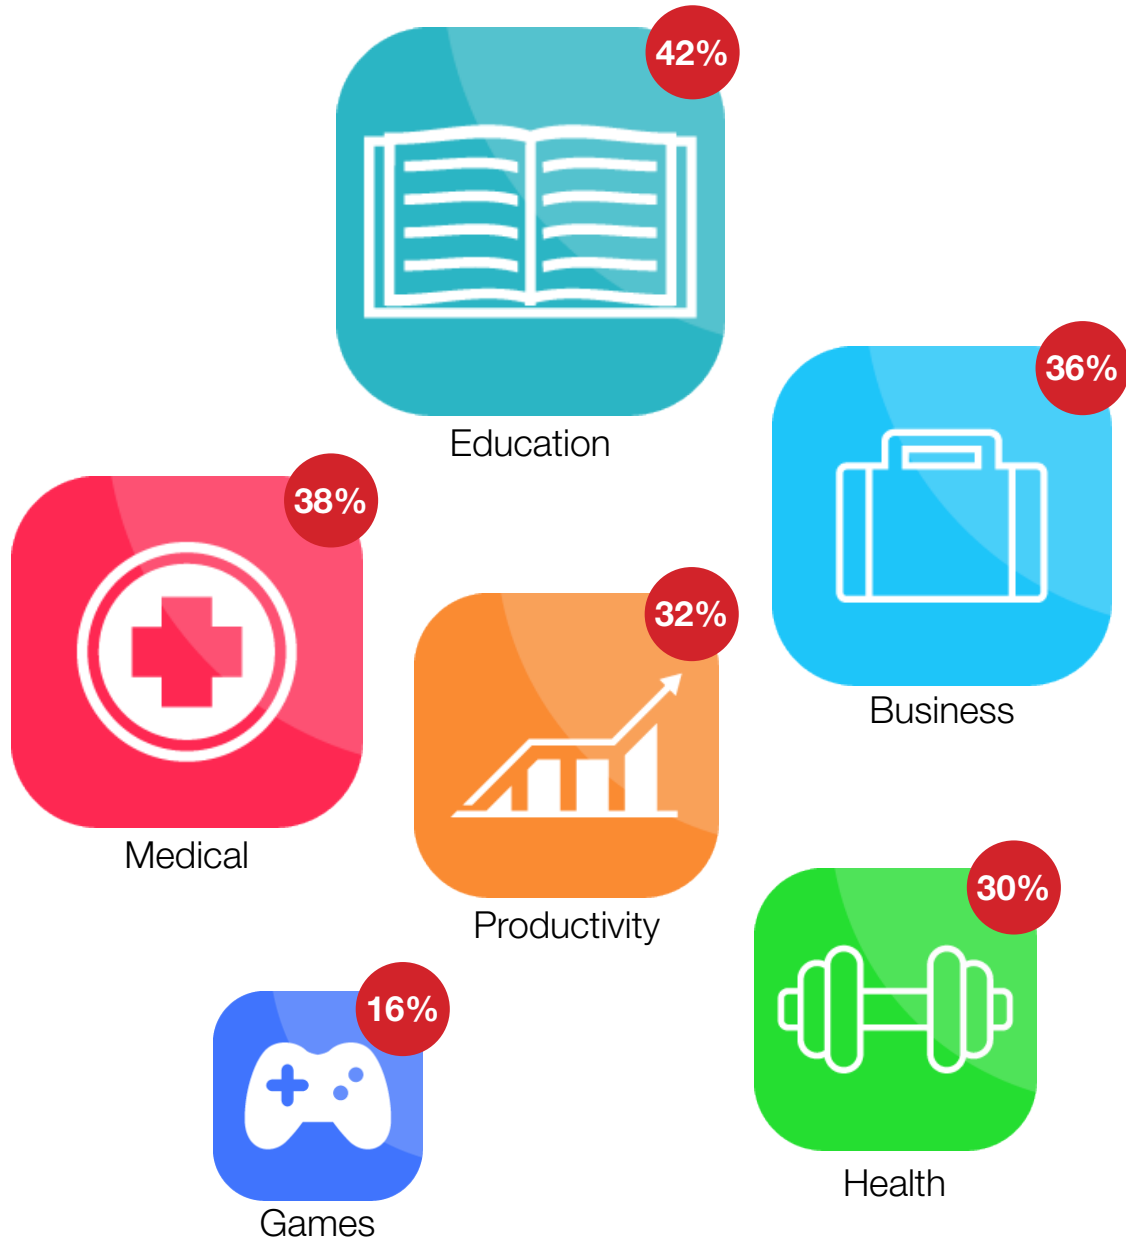 42%
Education
36%
Business
38%
Medical
32%
Productivity
30%
Health
16%
Games